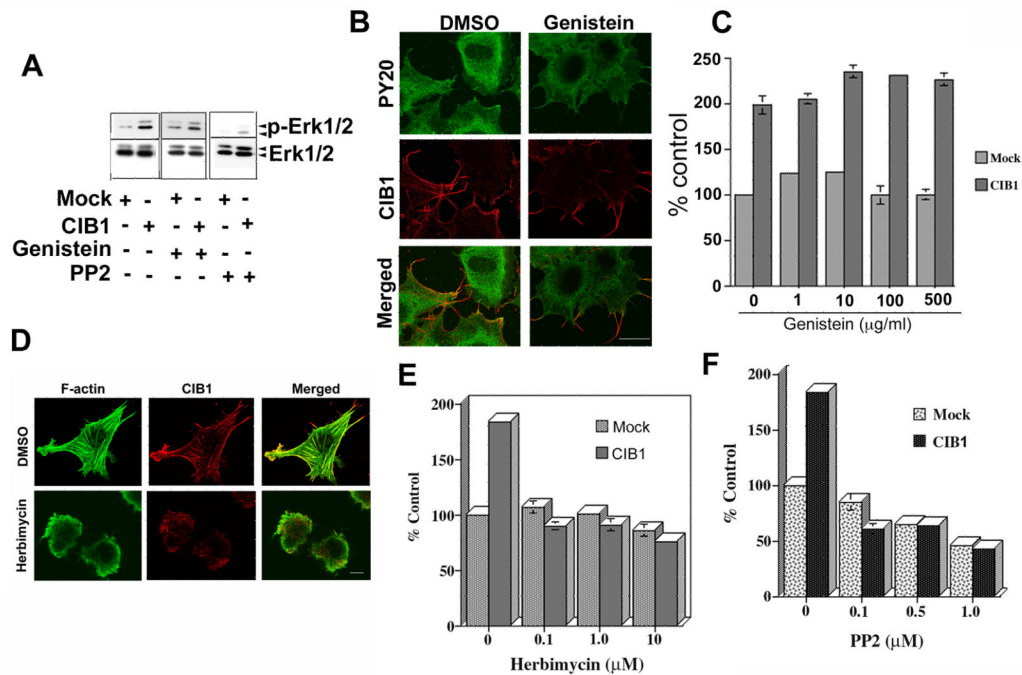 A
p-Erk1/2
Erk1/2
Mock + - + - + -
CIB1 - + - + - +
Genistein - - + + - -
PP2 - - - - + +
B
DMSO Genistein
PY20
CIB1
Merged
C
% control
250
200
150
100
50
0
0 1 10 100 500
Genistein (μg/ml)
Mock
CIB1
D
F-actin CIB1 Merged
DMSO
Herbimycin
E
% Control
200
150
100
50
0
0 0.1 1.0 10
Herbimycin (μM)
Mock
CIB1
F
% Control
200
150
100
50
0
0 0.1 0.5 1.0
PP2 (μM)
Mock
CIB1